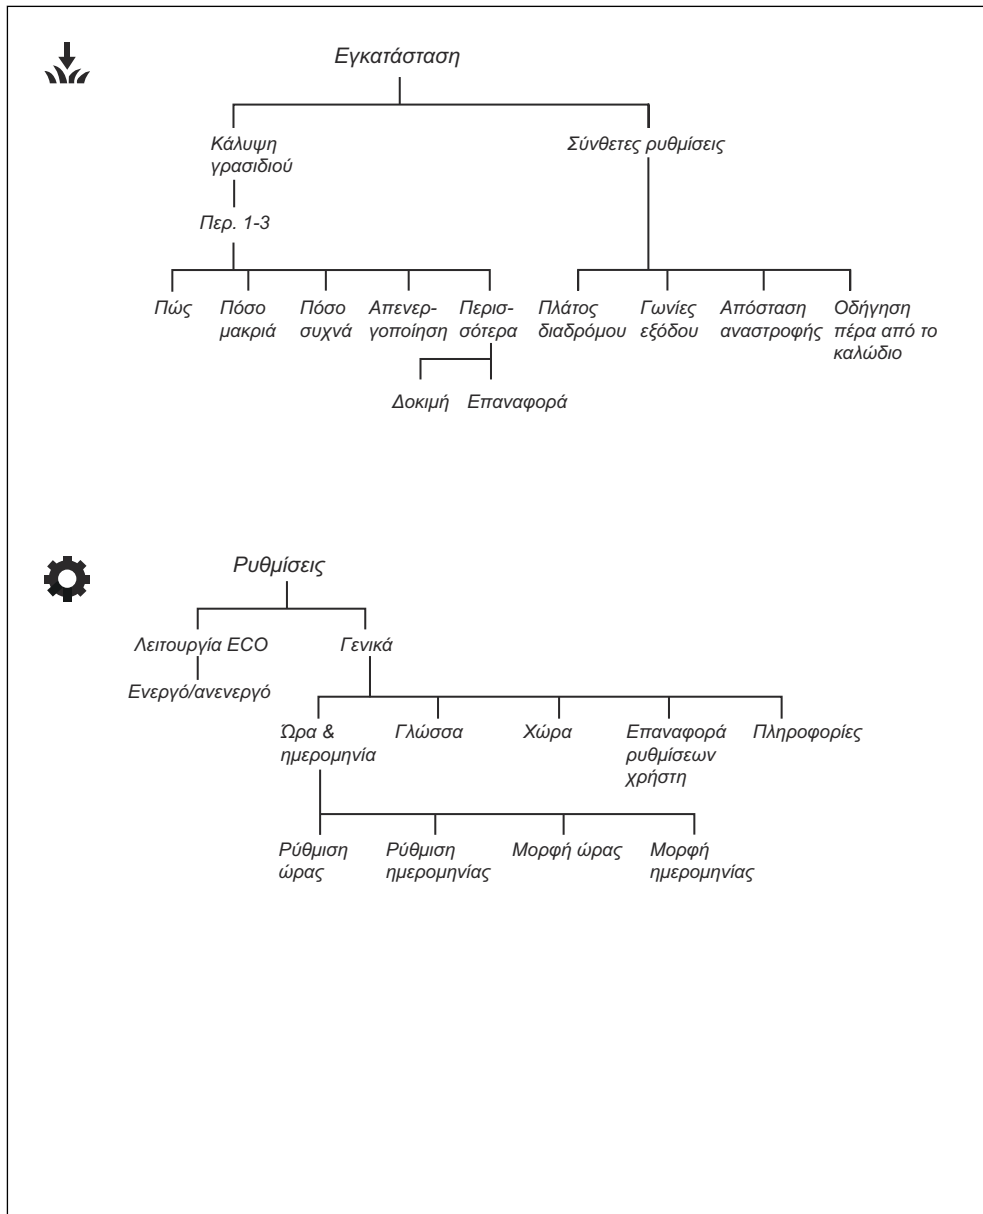 Εγκατάσταση
Κάλυψη
γρασιδιού
Σύνθετες ρυθμίσεις
Περ. 1-3
Πώς
Πόσο
μακριά
Πόσο
συχνά
Απενερ-
γοποίηση
Περισ-
σότερα
Πλάτος
διαδρόμου
Γωνίες
εξόδου
Απόσταση
αναστροφής
Οδήγηση
πέρα από το
καλώδιο
Δοκιμή
Επαναφορά
Ρυθμίσεις
Λειτουργία ECO
Γενικά
Ενεργό/ανενεργό
Ώρα &
ημερομηνία
Γλώσσα
Χώρα
Επαναφορά
ρυθμίσεων
χρήστη
Πληροφορίες
Ρύθμιση
ώρας
Ρύθμιση
ημερομηνίας
Μορφή ώρας
Μορφή
ημερομηνίας